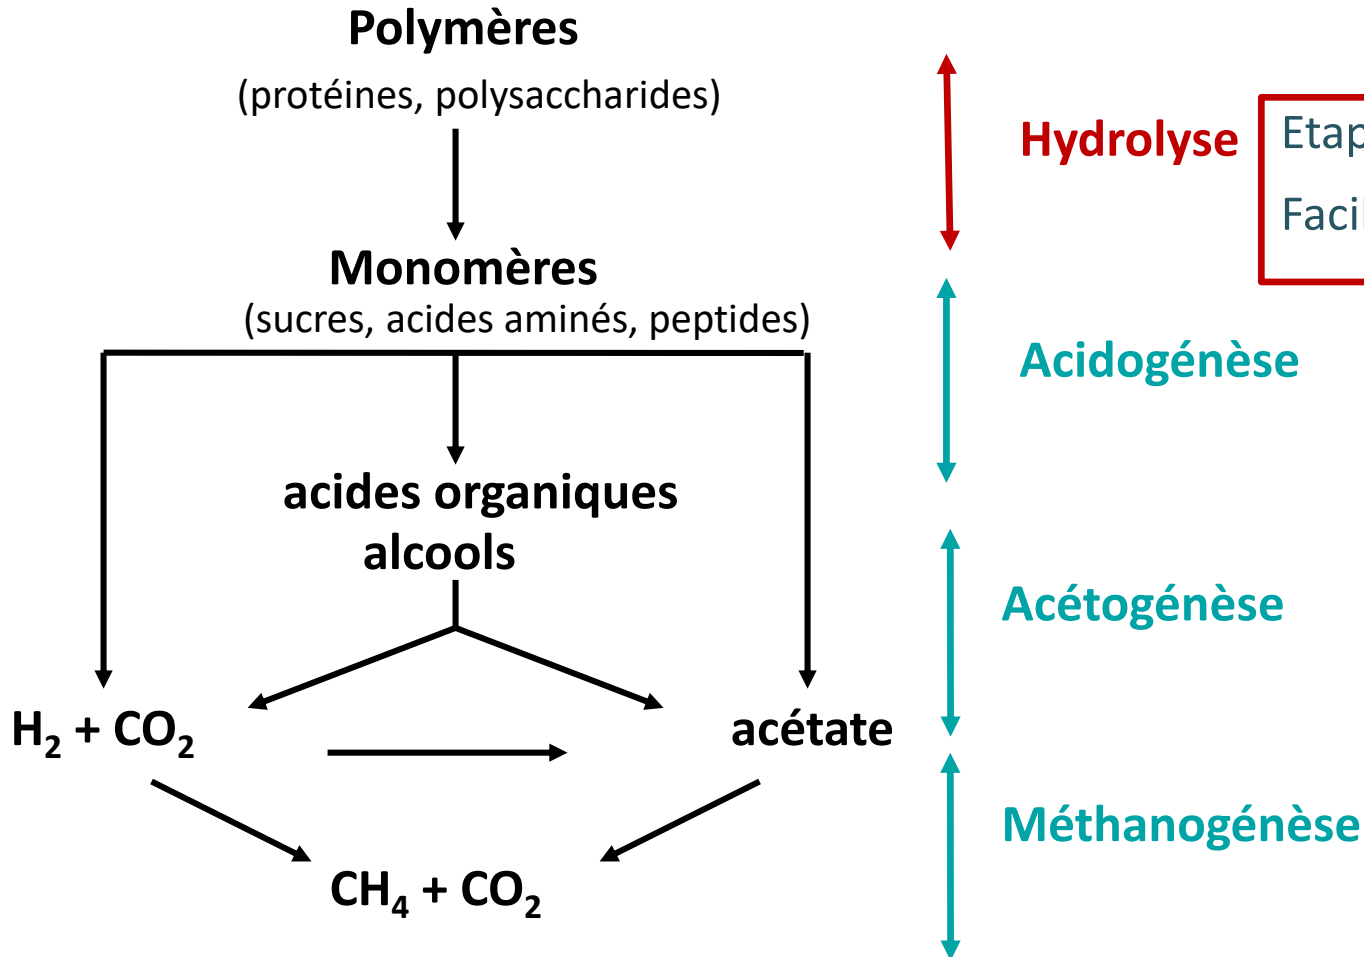 Polymères
(protéines, polysaccharides)
Hydrolyse
Monomères
(sucres, acides aminés, peptides)
Acidogénèse
acides organiques
alcools
Acétogénèse
H₂ + CO₂
acétate
Méthanogénèse
CH₄ + CO₂